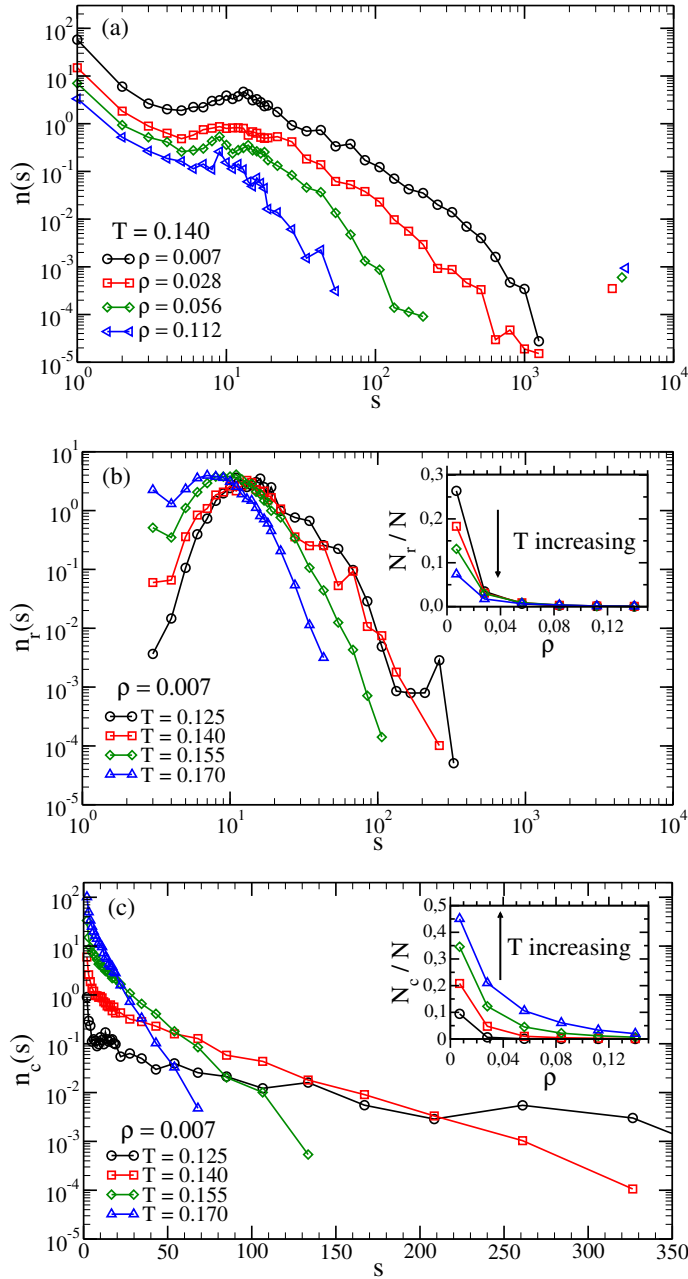 (a)
10^2
10^1
10^0
10^-1
10^-2
10^-3
10^-4
10^-5
n(s)
T = 0.140
ρ = 0.007
ρ = 0.028
ρ = 0.056
ρ = 0.112
10^0 10^1 10^2 10^3 10^4
s
(b)
10^1
10^0
10^-1
10^-2
10^-3
10^-4
10^-5
n_r(s)
0,3
0,2
0,1
0,0
N_r / N
T increasing
0 0,04 0,08 0,12
ρ
ρ = 0.007
T = 0.125
T = 0.140
T = 0.155
T = 0.170
10^0 10^1 10^2 10^3 10^4
s
(c)
10^2
10^1
10^0
10^-1
10^-2
10^-3
10^-4
10^-5
n_c(s)
0,5
0,4
0,3
0,2
0,1
0
N_c / N
T increasing
0 0,04 0,08 0,12
ρ
ρ = 0.007
T = 0.125
T = 0.140
T = 0.155
T = 0.170
0 50 100 150 200 250 300 350
s